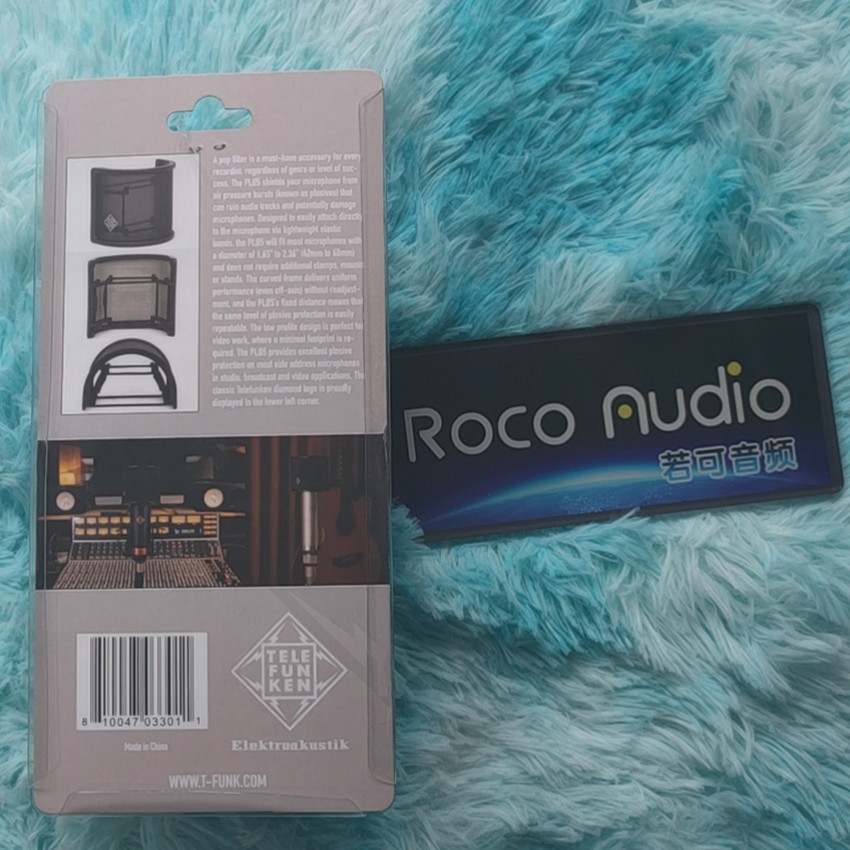 A pop filter is a must-have accessory for every
recordist, regardless of genre or level of suc-
cess. The PL05 shields your microphone from
air pressure bursts (known as plosives) that
can ruin audio tracks and potentially damage
microphones. Designed to easily attach directly
to the microphone via lightweight elastic
bands, the PL05 will fit most microphones with
a diameter of 1.65" to 2.36" (42mm to 60mm)
and does not require additional clamps, mounts
or stands. The curved frame delivers uniform
performance (even off-axis) without readjust-
ment, and the PL05's fixed distance means that
the same level of plosive protection is easily
repeatable. The low profile design is perfect for
video work, where a minimal footprint is re-
quired. The PL05 provides excellent plosive
protection on most side address microphones
in studio, broadcast and video applications. The
classic Telefunken diamond logo is proudly
displayed in the lower left corner.
Roco Audio
若可音频
8 10047 03301 1
Made in China
TELE
FUN
KEN
Elektroakustik
WWW.T-FUNK.COM